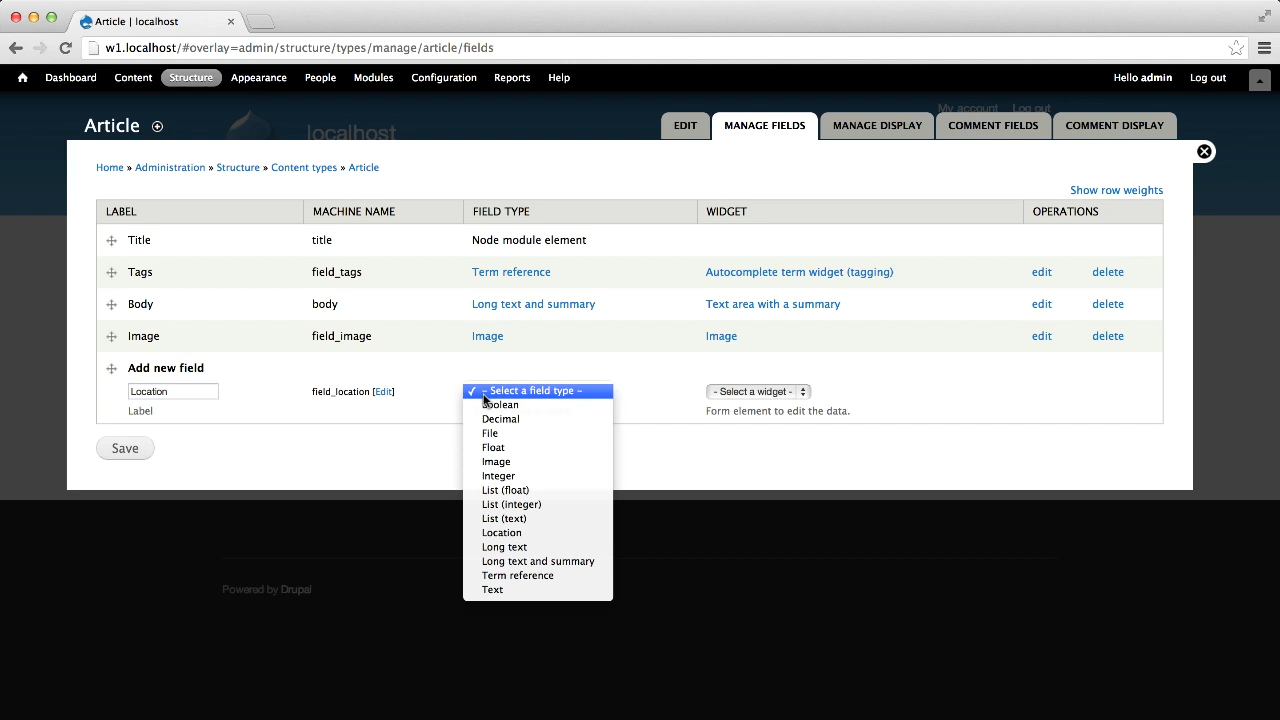 Article | localhost
w1.localhost/#overlay=admin/structure/types/manage/article/fields
Dashboard Content Structure Appearance People Modules Configuration Reports Help Hello admin Log out
My account Log out
Article localhost EDIT MANAGE FIELDS MANAGE DISPLAY COMMENT FIELDS COMMENT DISPLAY
Home » Administration » Structure » Content types » Article
Show row weights
LABEL MACHINE NAME FIELD TYPE WIDGET OPERATIONS
Title title Node module element
Tags field_tags Term reference Autocomplete term widget (tagging) edit delete
Body body Long text and summary Text area with a summary edit delete
Image field_image Image Image edit delete
Add new field
Location field_location [Edit] - Select a field type - - Select a widget -
Label Form element to edit the data.
Boolean
Decimal
File
Float
Image
Integer
List (float)
List (integer)
List (text)
Location
Long text
Long text and summary
Term reference
Text
Save
Powered by Drupal